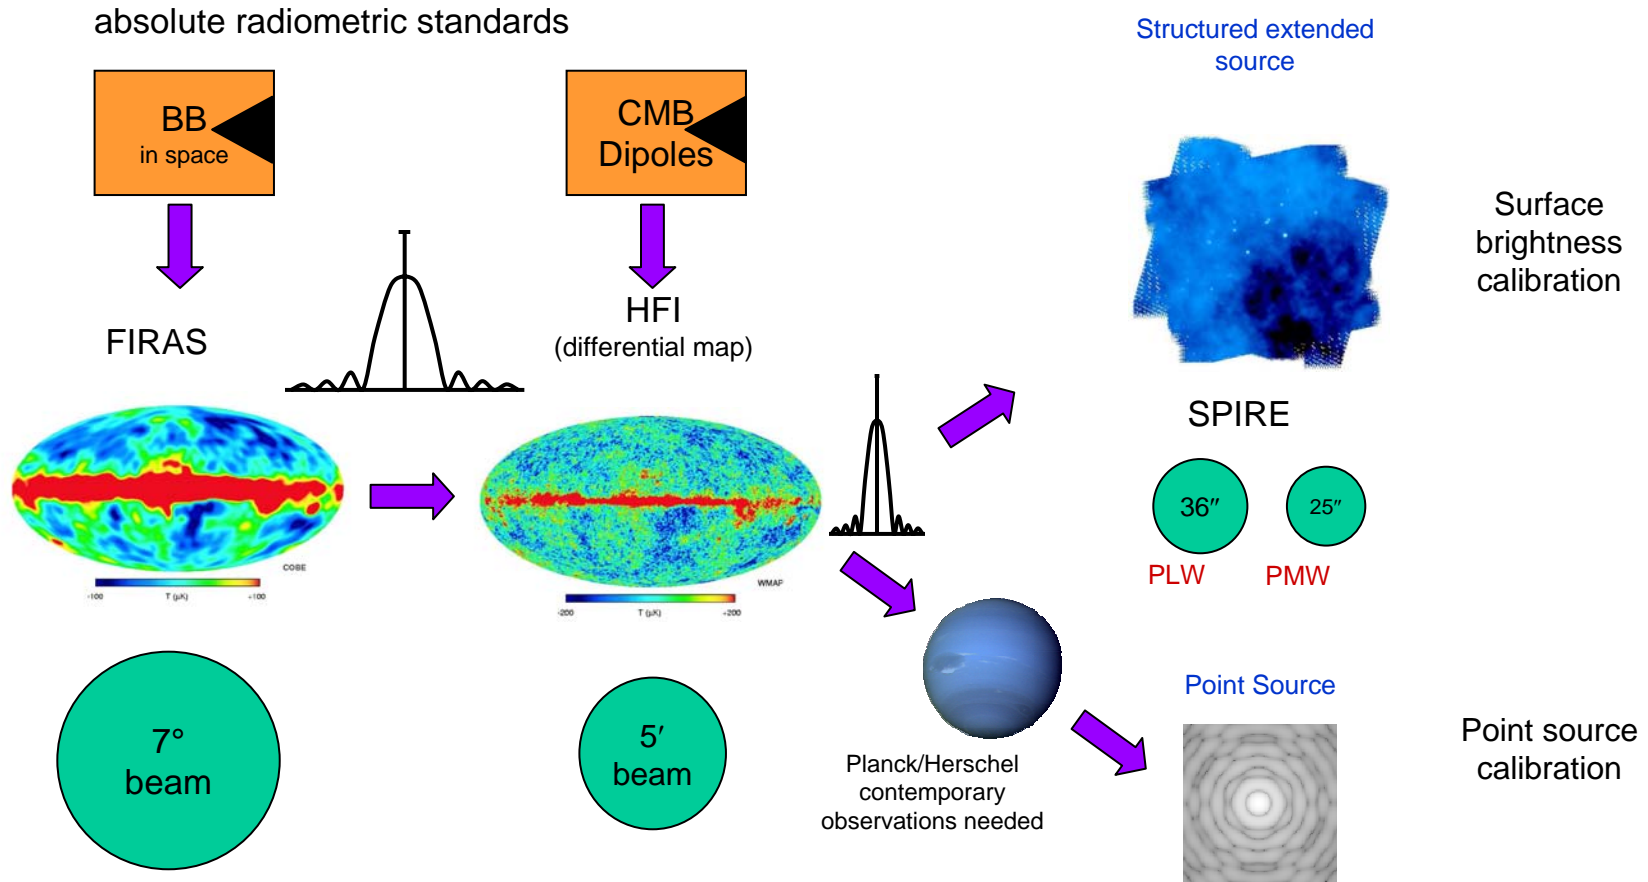 absolute radiometric standards
BB
in space
CMB
Dipoles
FIRAS
HFI
(differential map)
COBE
-100
T (μK)
+100
WMAP
-200
T (μK)
+200
7°
beam
5′
beam
Structured extended
source
Surface
brightness
calibration
SPIRE
36″
25″
PLW
PMW
Planck/Herschel
contemporary
observations needed
Point Source
Point source
calibration